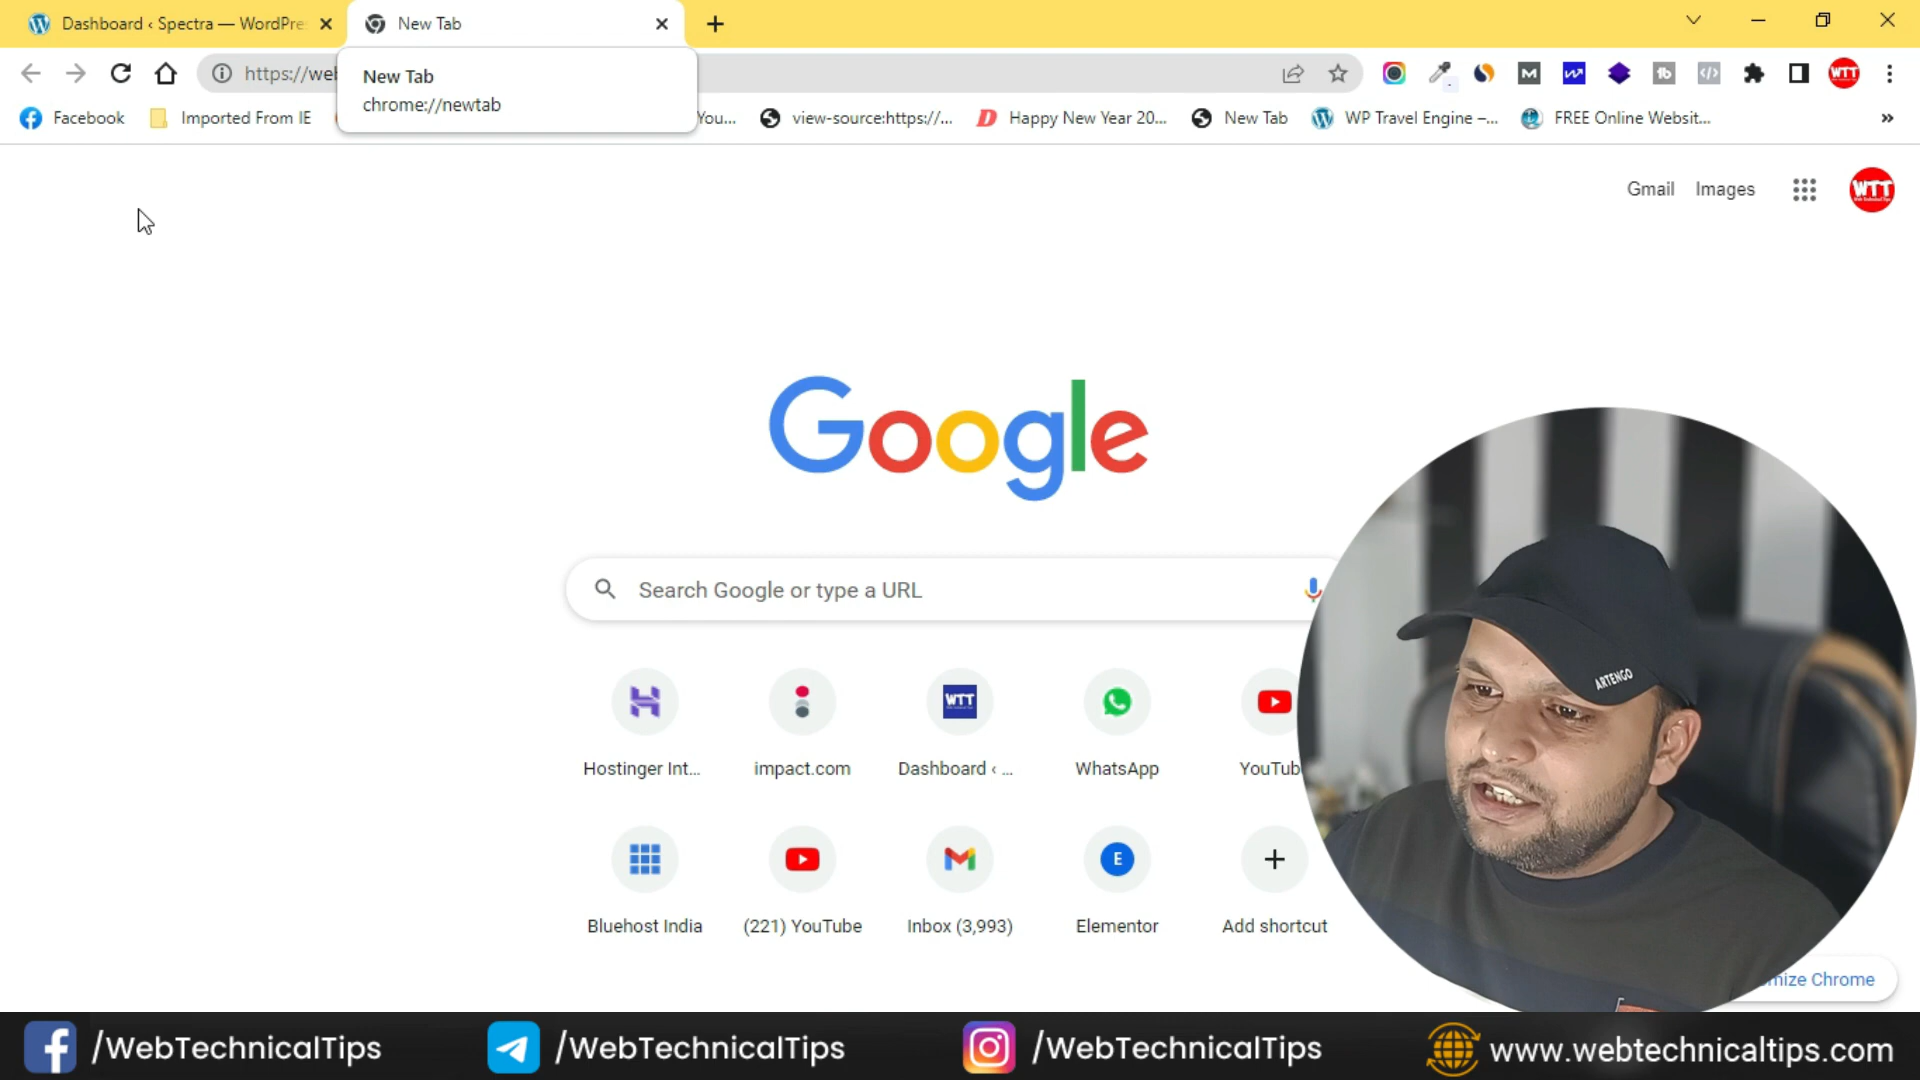 Dashboard ‹ Spectra — WordPre
New Tab
https://wel
New Tab
chrome://newtab
Facebook
Imported From IE
You...
view-source:https://...
Happy New Year 20...
New Tab
WP Travel Engine –...
FREE Online Websit...
»
Gmail
Images
WTT
Google
Search Google or type a URL
Hostinger Int...
impact.com
Dashboard ‹ ...
WhatsApp
YouTub
Bluehost India
(221) YouTube
Inbox (3,993)
Elementor
Add shortcut
ARTENGO
mize Chrome
/WebTechnicalTips
/WebTechnicalTips
/WebTechnicalTips
www.webtechnicaltips.com